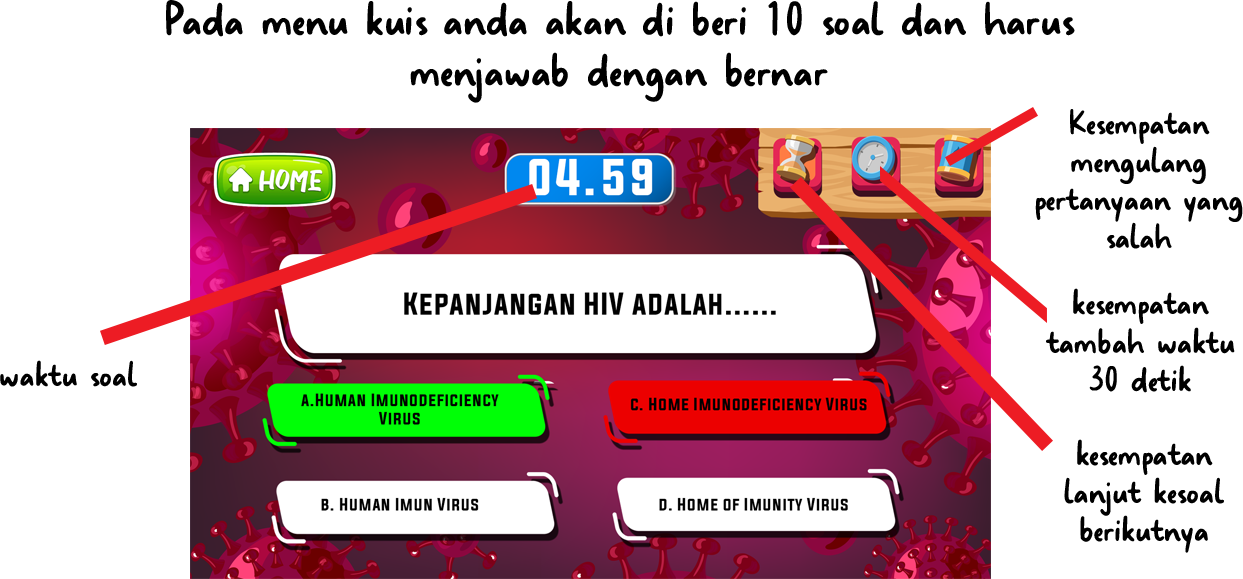 Pada menu kuis anda akan di beri 10 soal dan harus
menjawab dengan bernar
HOME
04.59
Kesempatan
mengulang
pertanyaan yang
salah
KEPANJANGAN HIV ADALAH......
kesempatan
tambah waktu
30 detik
waktu soal
A.HUMAN IMUNODEFICIENCY
VIRUS
C. HOME IMUNODEFICIENCY VIRUS
B. HUMAN IMUN VIRUS
D. HOME OF IMUNITY VIRUS
kesempatan
lanjut kesoal
berikutnya